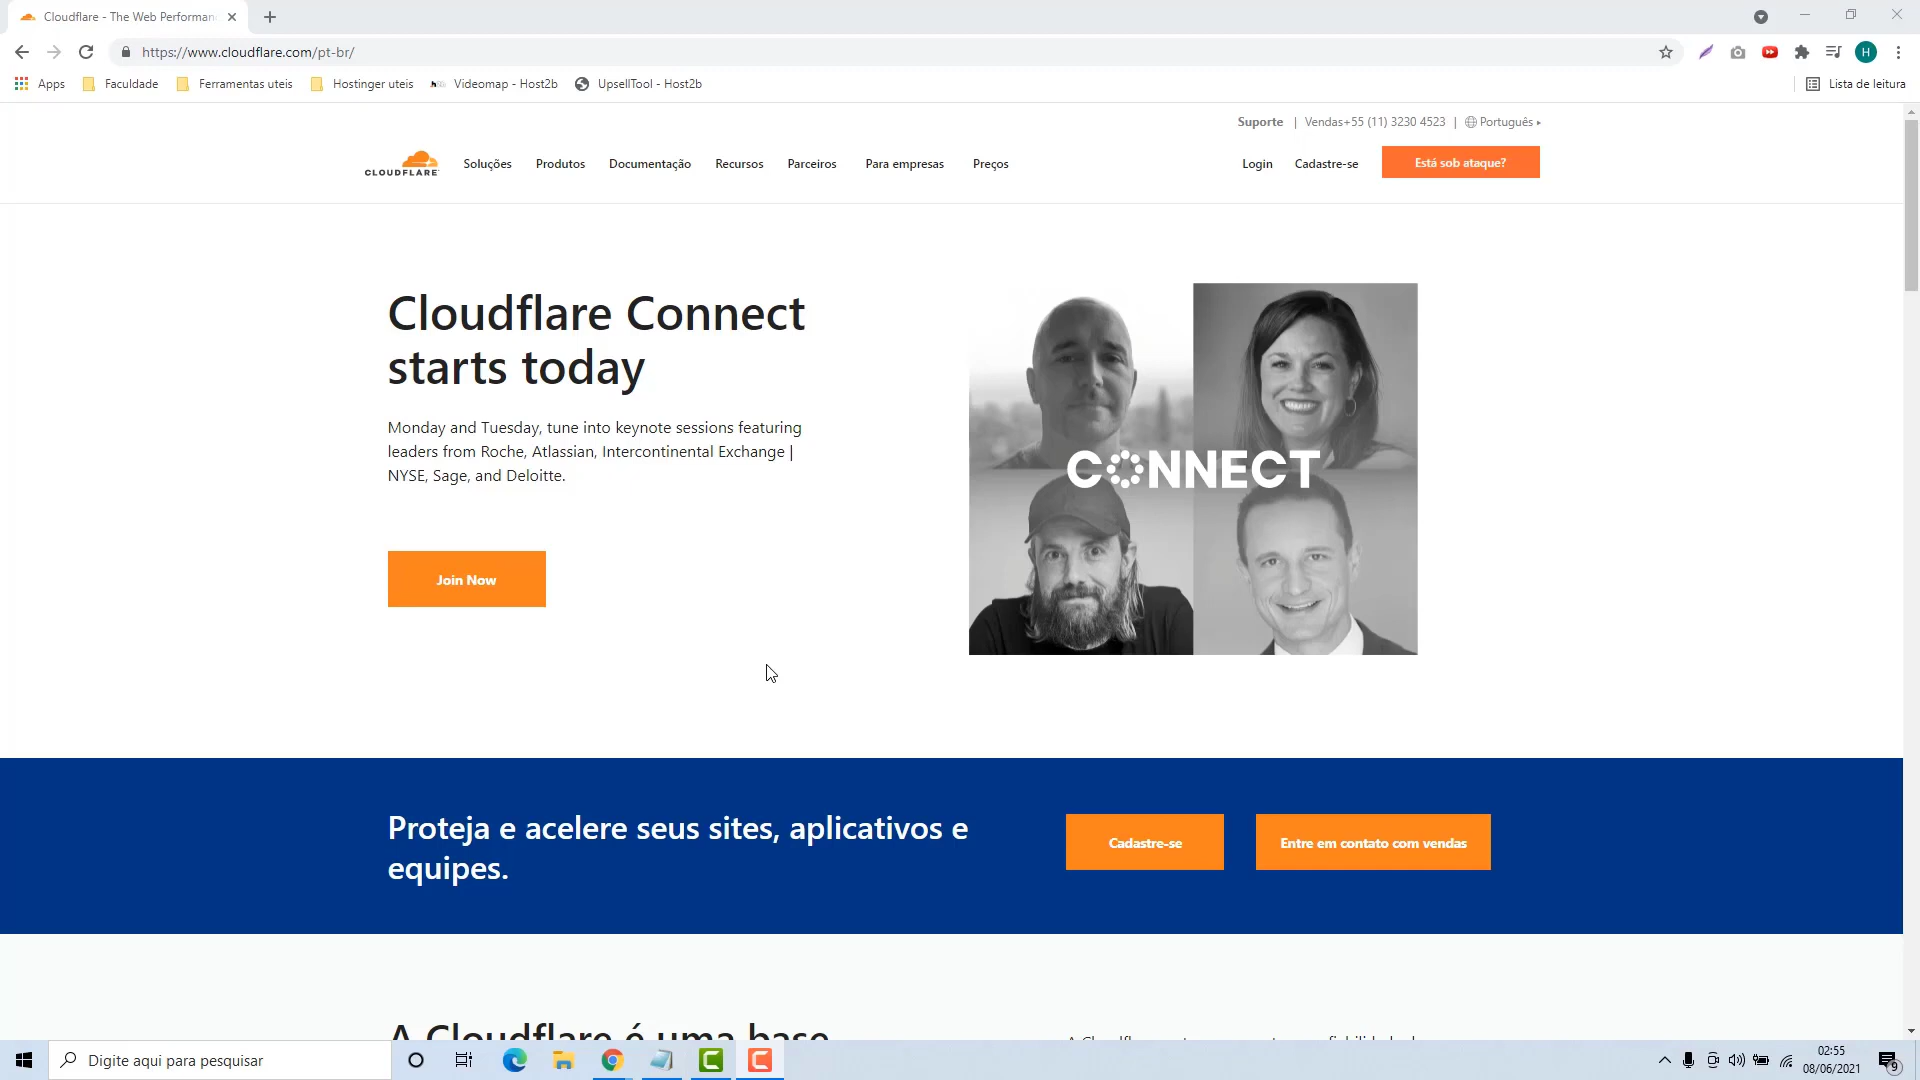 Cloudflare - The Web Performan
https://www.cloudflare.com/pt-br/
H
Apps
Faculdade
Ferramentas uteis
Hostinger uteis
Videomap - Host2b
UpsellTool - Host2b
Lista de leitura
Suporte | Vendas+55 (11) 3230 4523 | Português
CLOUDFLARE
Soluções
Produtos
Documentação
Recursos
Parceiros
Para empresas
Preços
Login
Cadastre-se
Está sob ataque?
Cloudflare Connect
starts today
Monday and Tuesday, tune into keynote sessions featuring
leaders from Roche, Atlassian, Intercontinental Exchange |
NYSE, Sage, and Deloitte.
Join Now
CONNECT
Proteja e acelere seus sites, aplicativos e
equipes.
Cadastre-se
Entre em contato com vendas
A Cloudflare é uma base
Digite aqui para pesquisar
02:55
08/06/2021
9